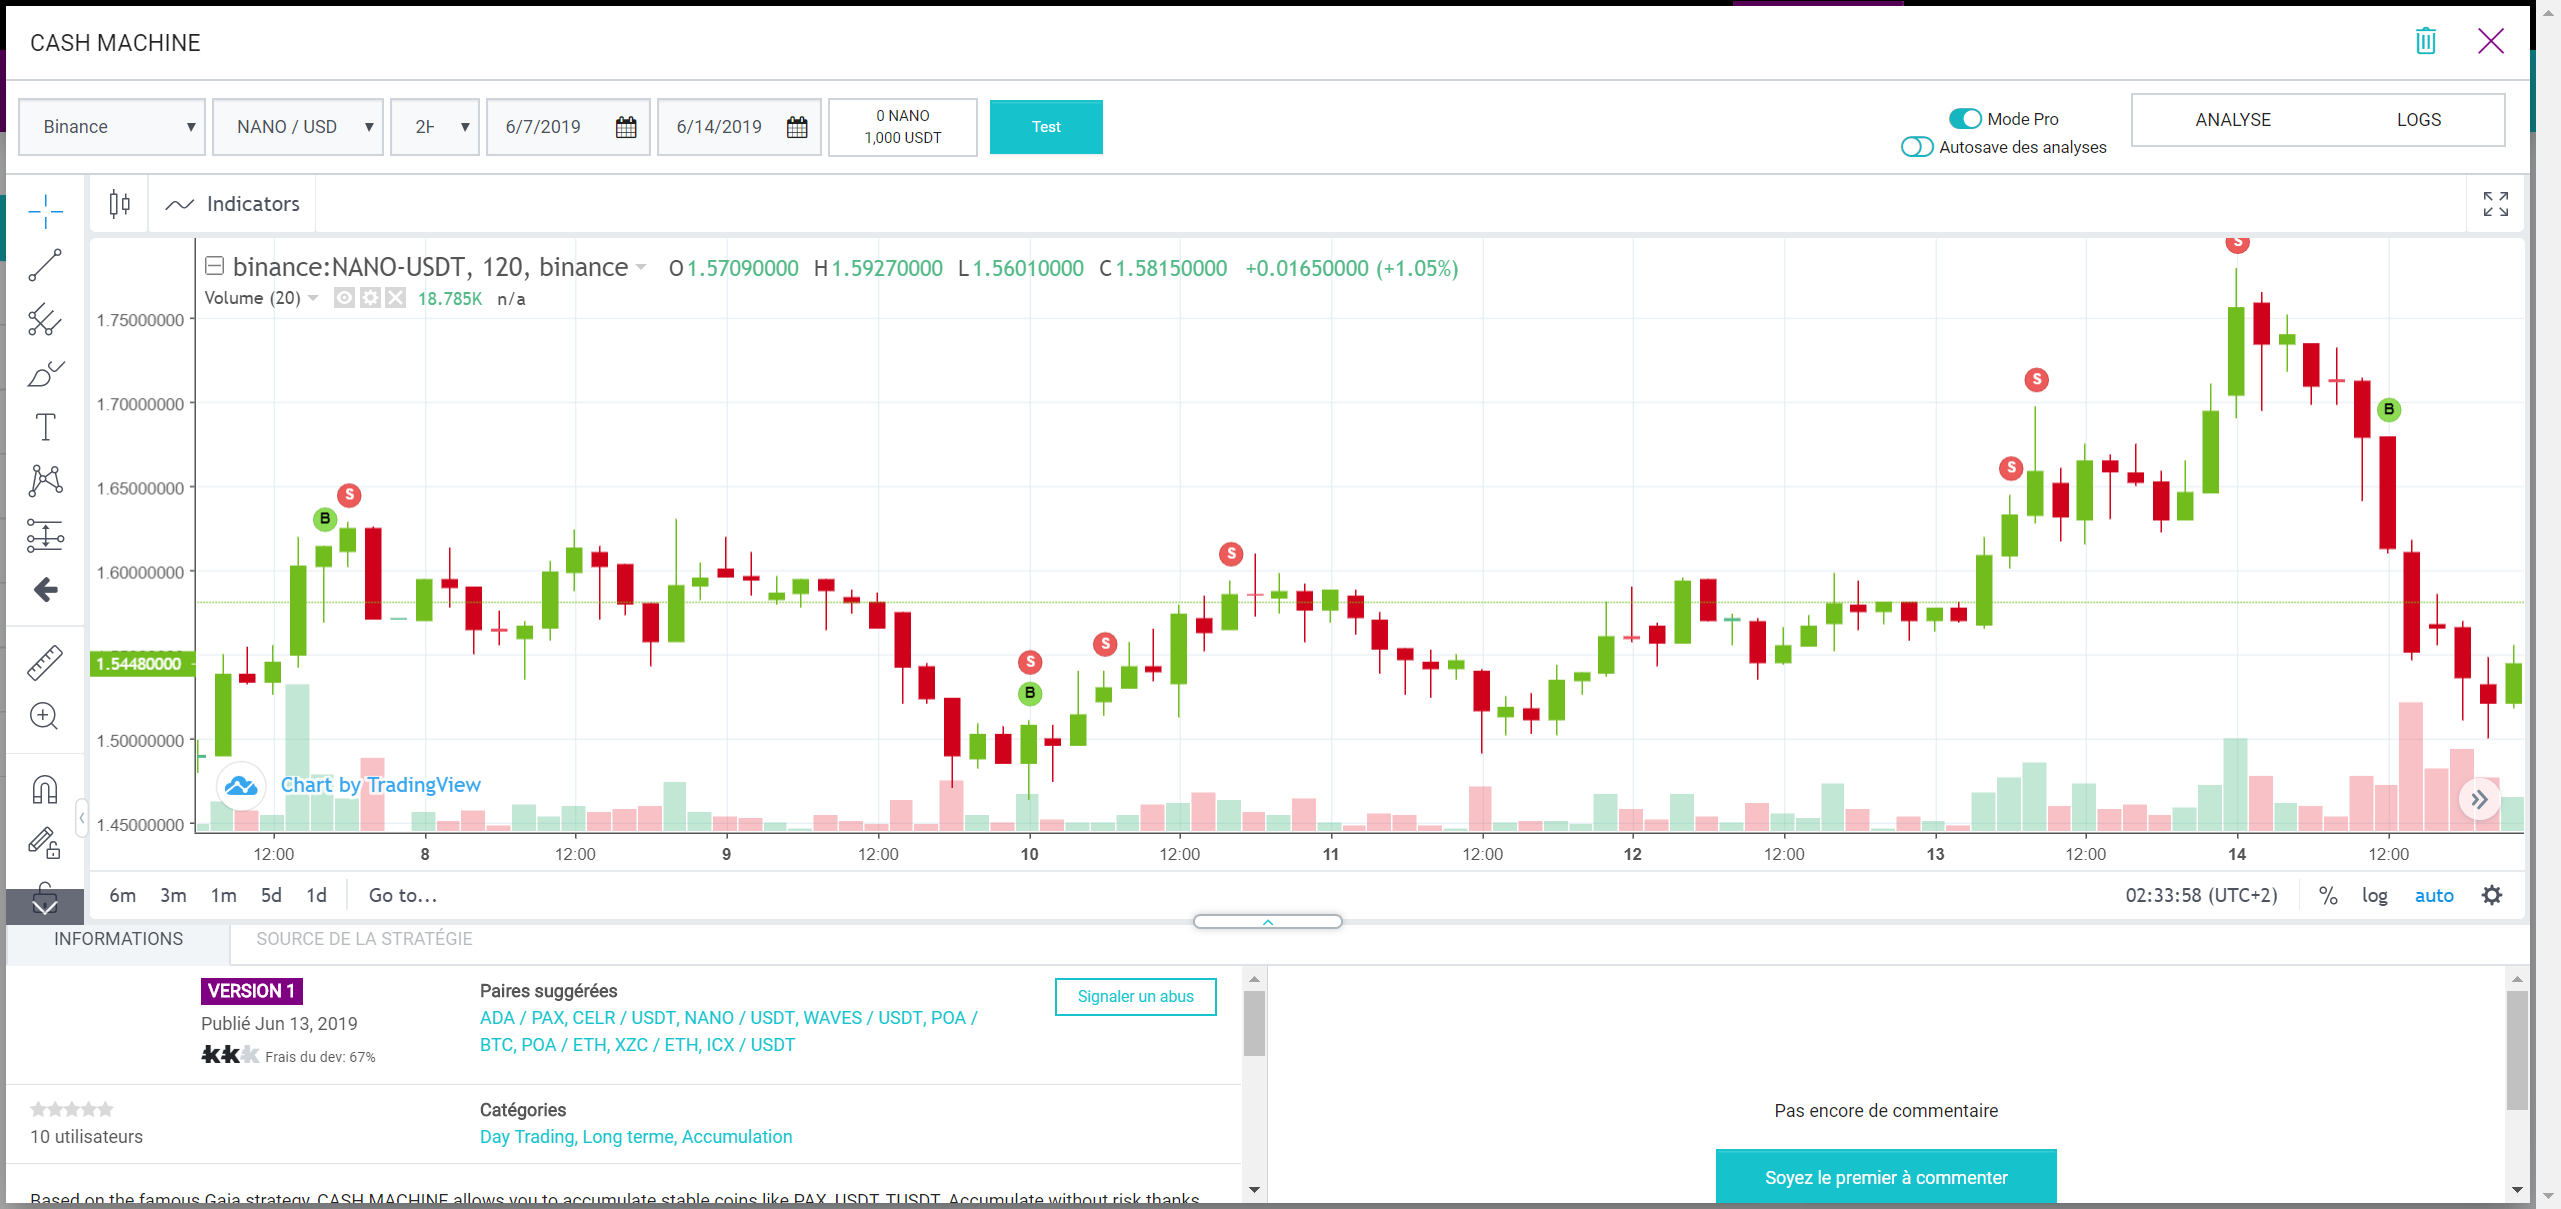 CASH MACHINE
Binance
NANO / USD
2H
6/7/2019
6/14/2019
0 NANO
1,000 USDT
Test
Mode Pro
Autosave des analyses
ANALYSE
LOGS
Indicators
binance:NANO-USDT, 120, binance O 1.57090000 H 1.59270000 L 1.56010000 C 1.58150000 +0.01650000 (+1.05%)
Volume (20) 18.785K n/a
S
1.75000000
S
1.70000000
B
S
1.65000000
S
B
S
1.60000000
S
S
1.54480000
B
1.50000000
Chart by TradingView
1.45000000
12:00 8 12:00 9 12:00 10 12:00 11 12:00 12 12:00 13 12:00 14 12:00
6m 3m 1m 5d 1d Go to...
02:33:58 (UTC+2) % log auto
INFORMATIONS
SOURCE DE LA STRATÉGIE
VERSION 1
Publié Jun 13, 2019
Frais du dev: 67%
Paires suggérées
ADA / PAX, CELR / USDT, NANO / USDT, WAVES / USDT, POA /
BTC, POA / ETH, XZC / ETH, ICX / USDT
Signaler un abus
10 utilisateurs
Catégories
Day Trading, Long terme, Accumulation
Based on the famous Gaia strategy, CASH MACHINE allows you to accumulate stable coins like PAX, USDT, TUSDT. Accumulate without risk thanks
Pas encore de commentaire
Soyez le premier à commenter